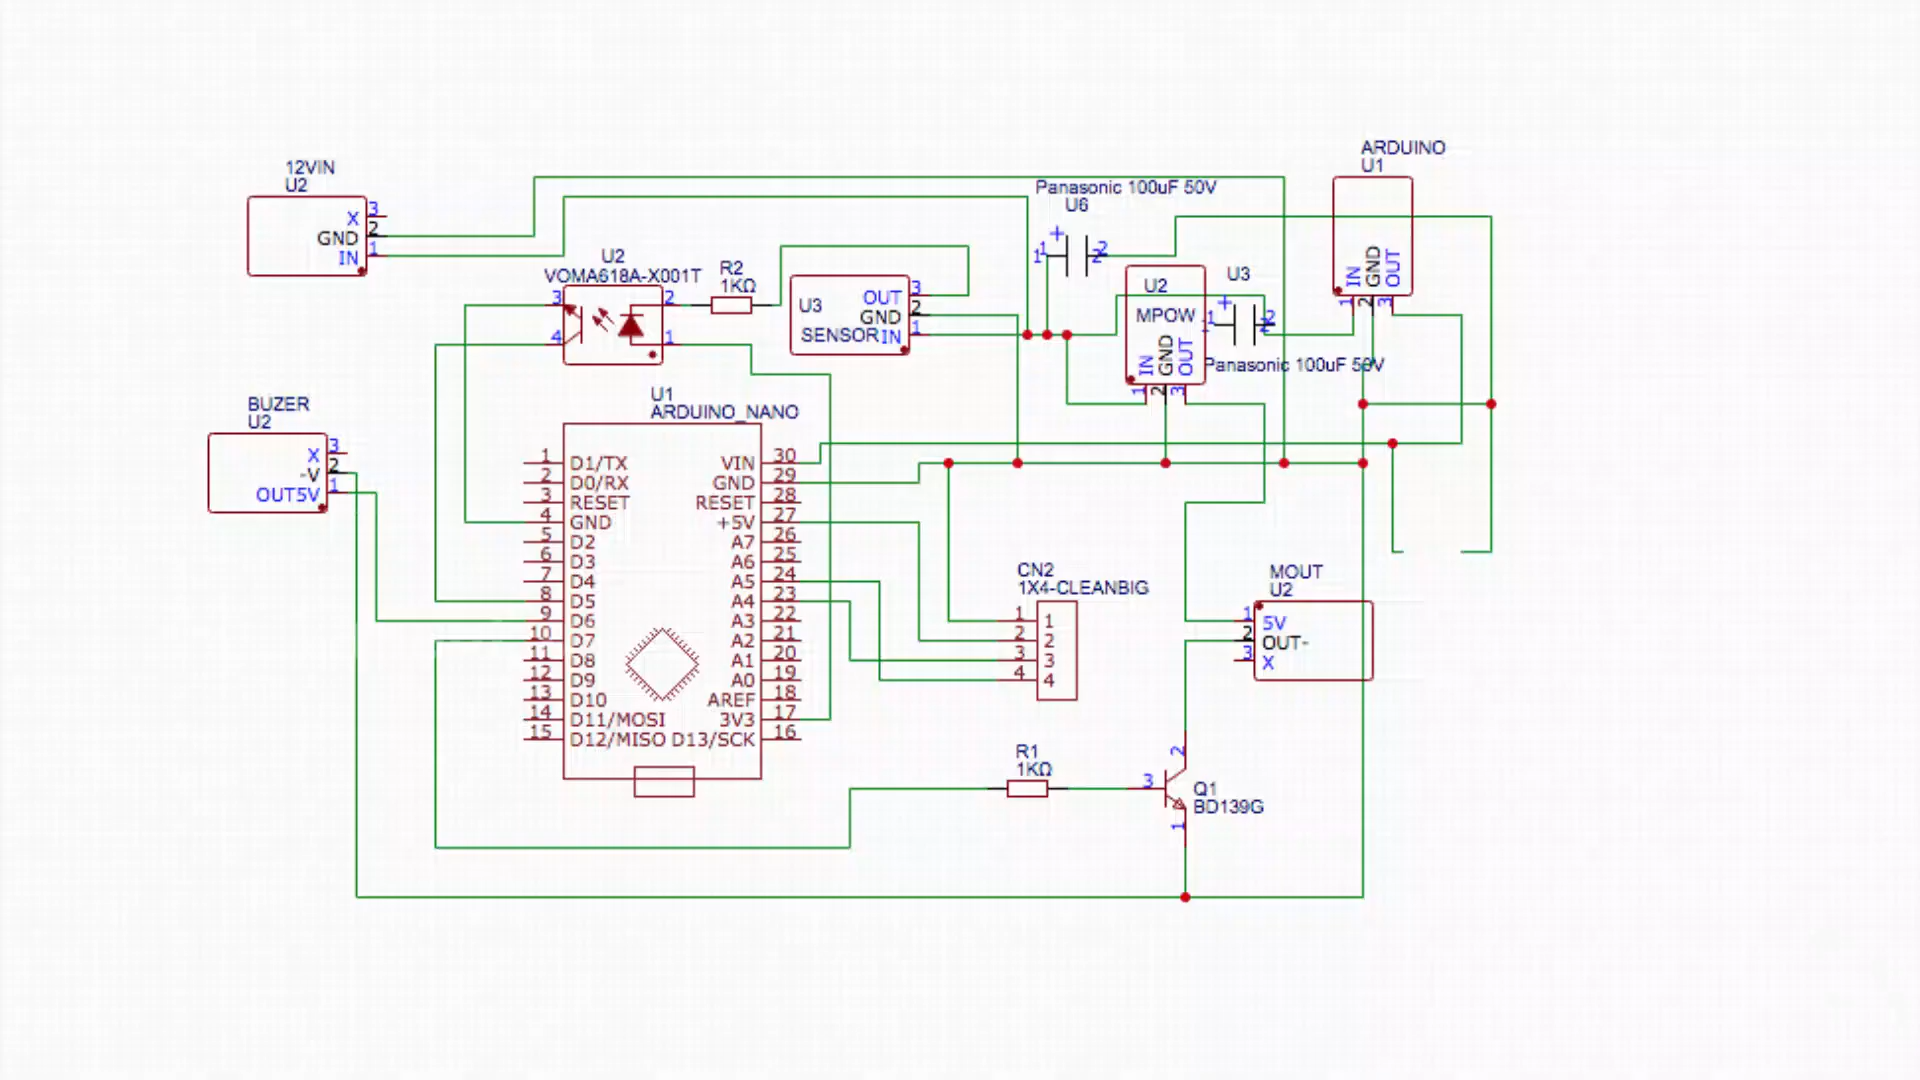 12VIN
U2
X 3
GND 2
IN 1
U2
VOMA618A-X001T
3
4
2
1
R2
1KΩ
U3
SENSOR
OUT 3
GND 2
IN 1
Panasonic 100uF 50V
U6
+
1
2
U2
MPOW
IN
GND
OUT
1
2
3
U3
+
1
2
Panasonic 100uF 50V
ARDUINO
U1
IN
GND
OUT
1
2
3
BUZER
U2
X 3
-V 2
OUT5V 1
U1
ARDUINO_NANO
1 D1/TX VIN 30
2 D0/RX GND 29
3 RESET RESET 28
4 GND +5V 27
5 D2 A7 26
6 D3 A6 25
7 D4 A5 24
8 D5 A4 23
9 D6 A3 22
10 D7 A2 21
11 D8 A1 20
12 D9 A0 19
13 D10 AREF 18
14 D11/MOSI 3V3 17
15 D12/MISO D13/SCK 16
CN2
1X4-CLEANBIG
1 1
2 2
3 3
4 4
MOUT
U2
1 5V
2 OUT-
3 X
R1
1KΩ
2
3
1
Q1
BD139G